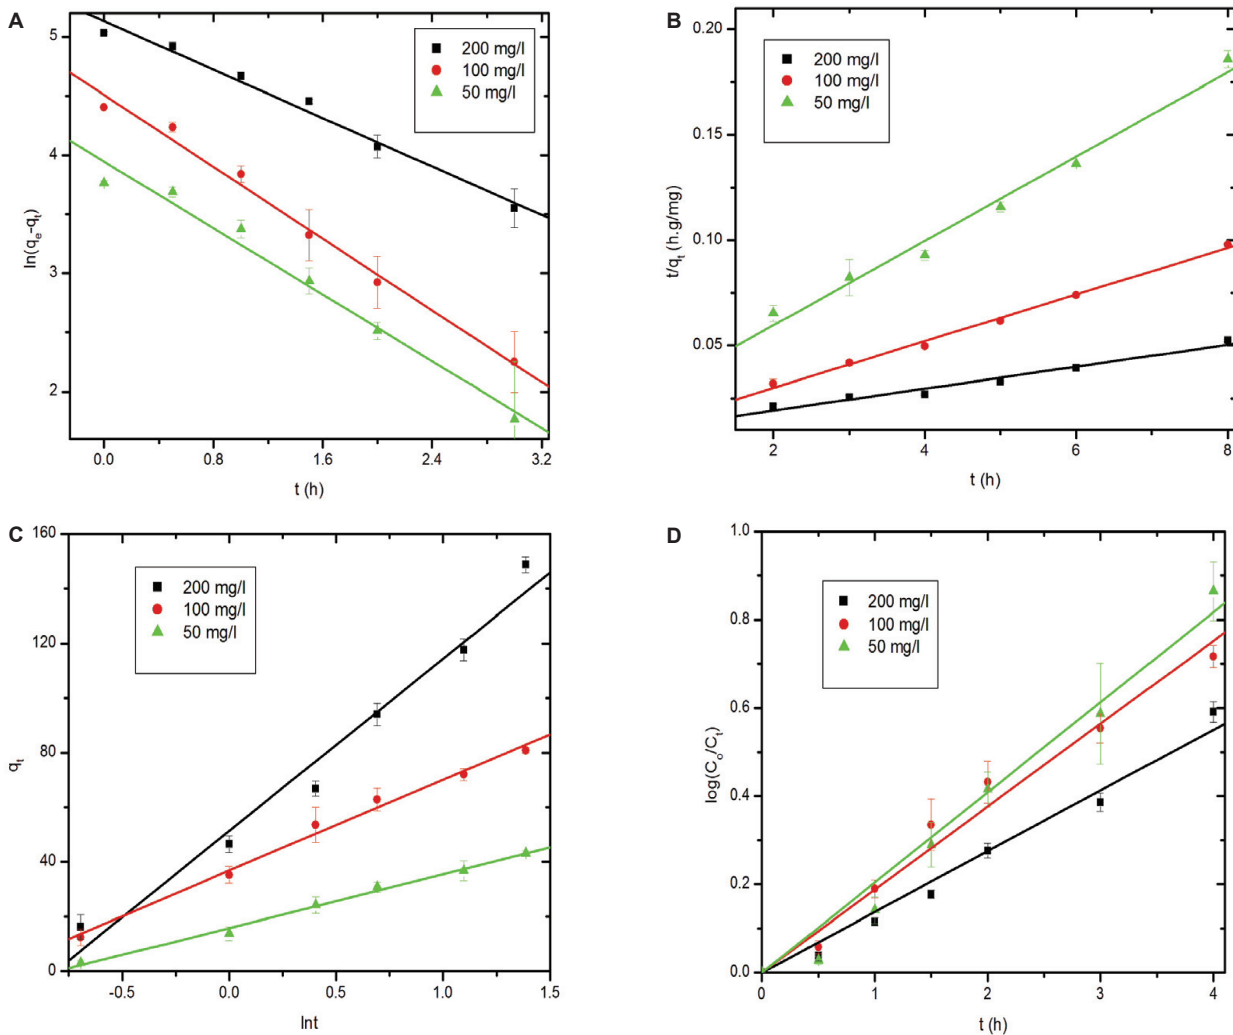 A
5
4
3
2
ln(qe-qt)
200 mg/l
100 mg/l
50 mg/l
0.0 0.8 1.6 2.4 3.2
t (h)
B
0.20
0.15
0.10
0.05
t/qt (h.g/mg)
200 mg/l
100 mg/l
50 mg/l
2 4 6 8
t (h)
C
160
120
80
40
0
qt
200 mg/l
100 mg/l
50 mg/l
-0.5 0.0 0.5 1.0 1.5
lnt
D
1.0
0.8
0.6
0.4
0.2
0.0
log(Co/Ct)
200 mg/l
100 mg/l
50 mg/l
0 1 2 3 4
t (h)